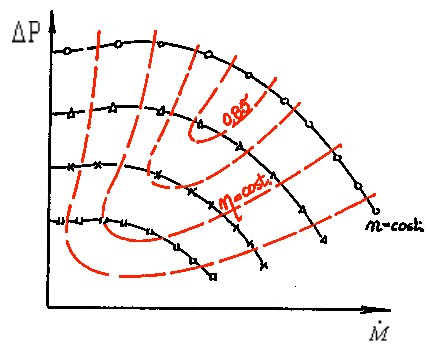 ΔP
0.85
η=cost.
n=cost.
Ṁ